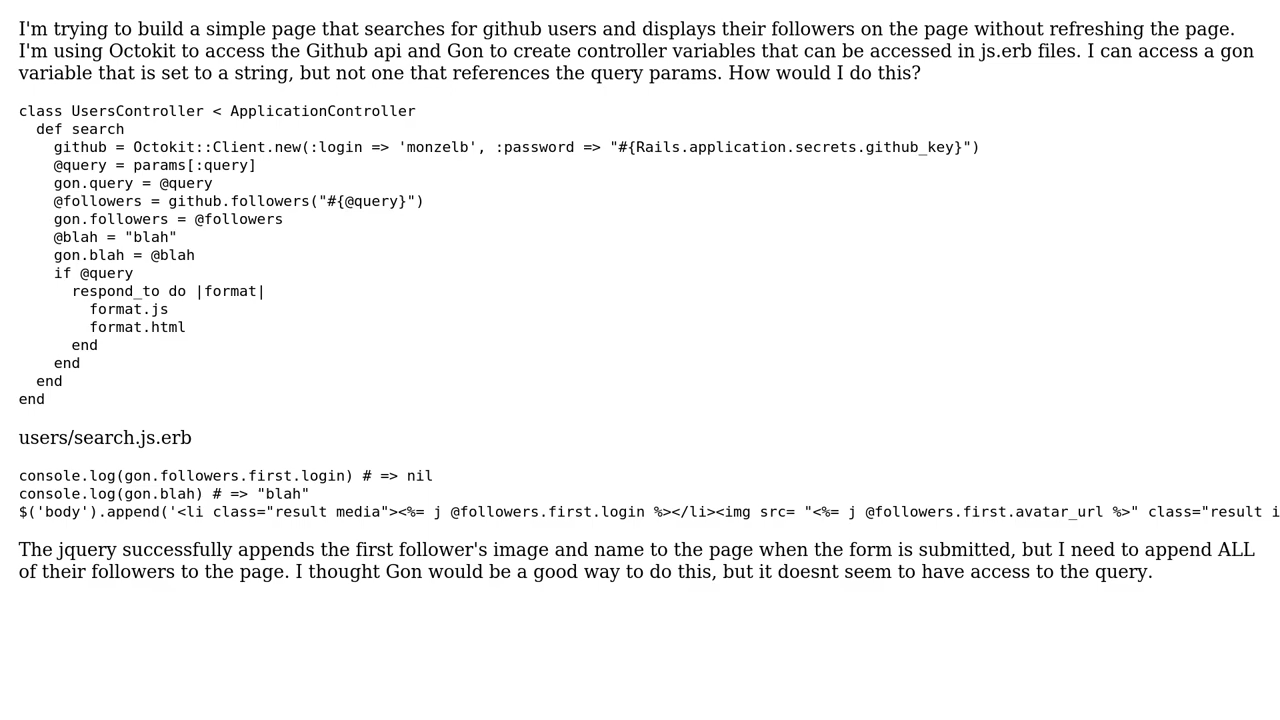 I'm trying to build a simple page that searches for github users and displays their followers on the page without refreshing the page.
I'm using Octokit to access the Github api and Gon to create controller variables that can be accessed in js.erb files. I can access a gon
variable that is set to a string, but not one that references the query params. How would I do this?
class UsersController < ApplicationController
  def search
    github = Octokit::Client.new(:login => 'monzelb', :password => "#{Rails.application.secrets.github_key}")
    @query = params[:query]
    gon.query = @query
    @followers = github.followers("#{@query}")
    gon.followers = @followers
    @blah = "blah"
    gon.blah = @blah
    if @query
      respond_to do |format|
        format.js
        format.html
      end
    end
  end
end
users/search.js.erb
console.log(gon.followers.first.login) # => nil
console.log(gon.blah) # => "blah"
$('body').append('<li class="result media"><%= j @followers.first.login %></li><img src= "<%= j @followers.first.avatar_url %>" class="result i
The jquery successfully appends the first follower's image and name to the page when the form is submitted, but I need to append ALL
of their followers to the page. I thought Gon would be a good way to do this, but it doesnt seem to have access to the query.